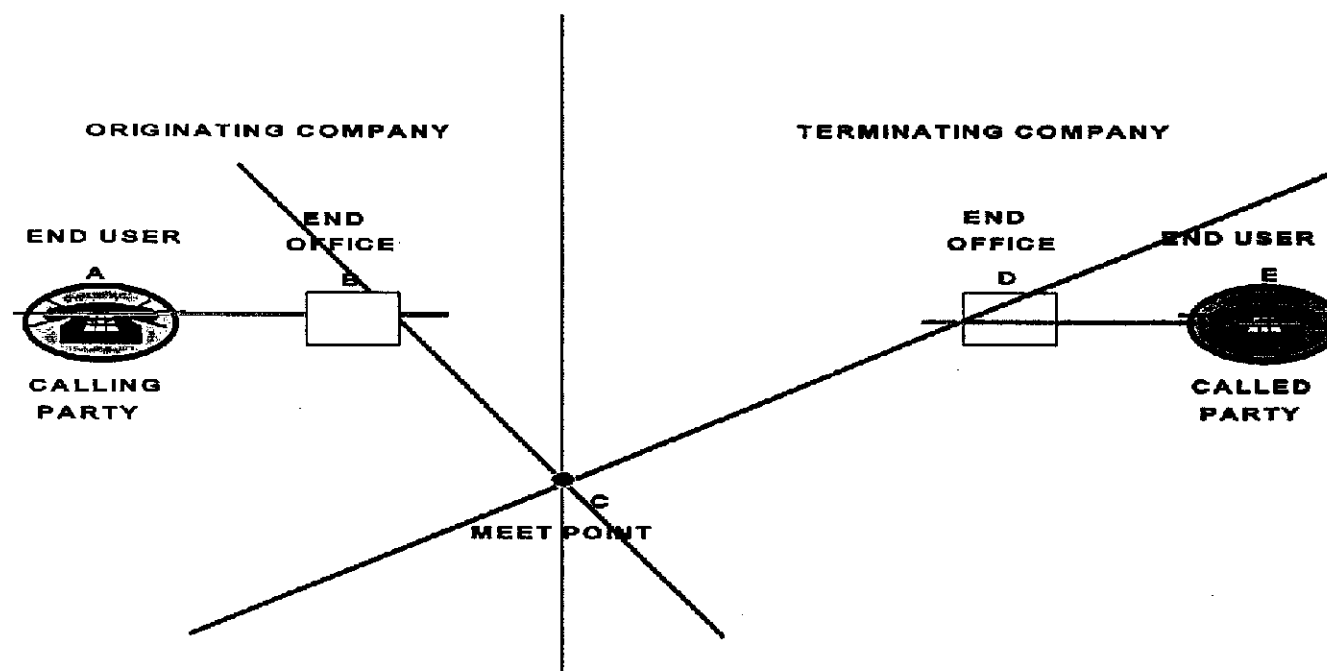 ORIGINATING COMPANY
TERMINATING COMPANY
END USER
A
CALLING
PARTY
END
OFFICE
B
C
MEET POINT
END
OFFICE
D
END USER
E
CALLED
PARTY